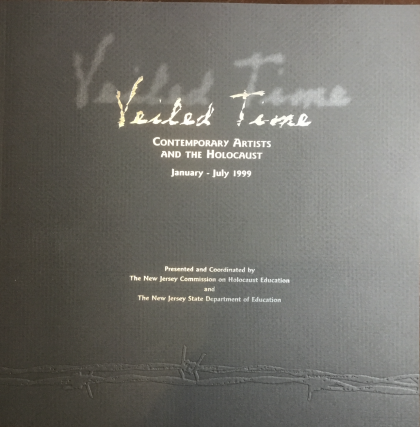 Veiled Time
Veiled Time
CONTEMPORARY ARTISTS
AND THE HOLOCAUST
January - July 1999
Presented and Coordinated by
The New Jersey Commission on Holocaust Education
and
The New Jersey State Department of Education